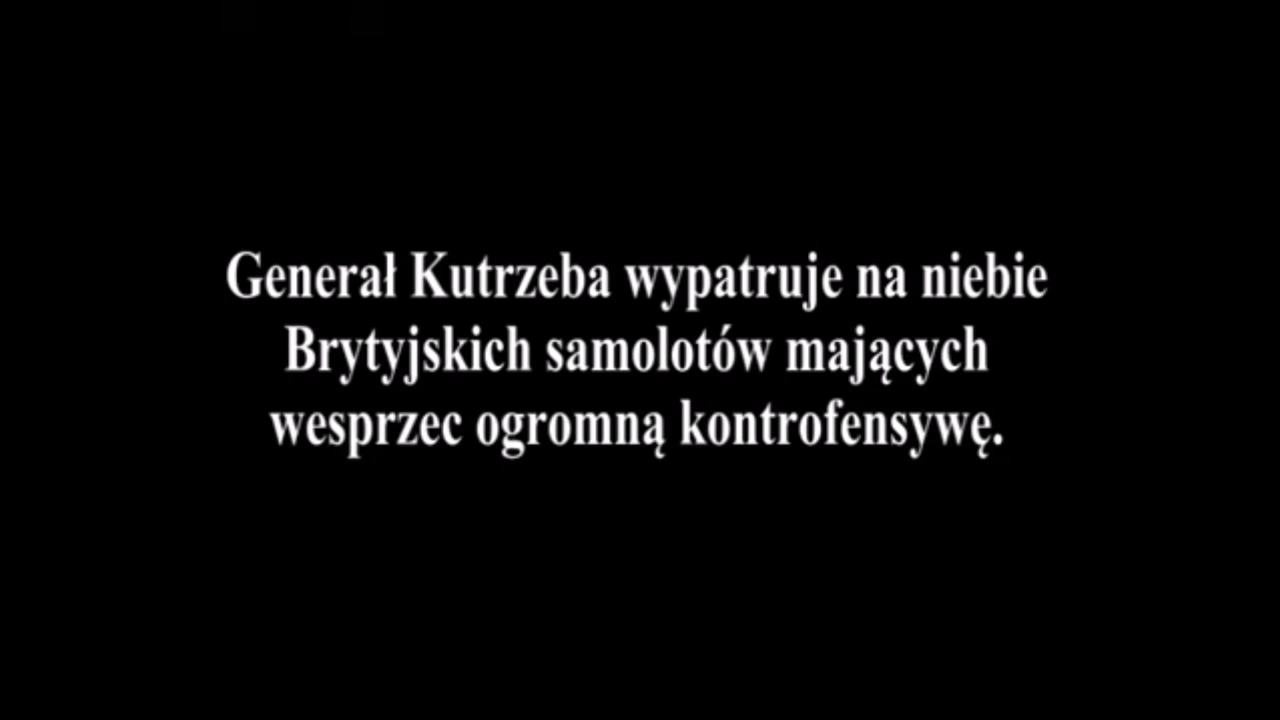 Generał Kutrzeba wypatruje na niebie
Brytyjskich samolotów mających
wesprzec ogromną kontrofensywę.